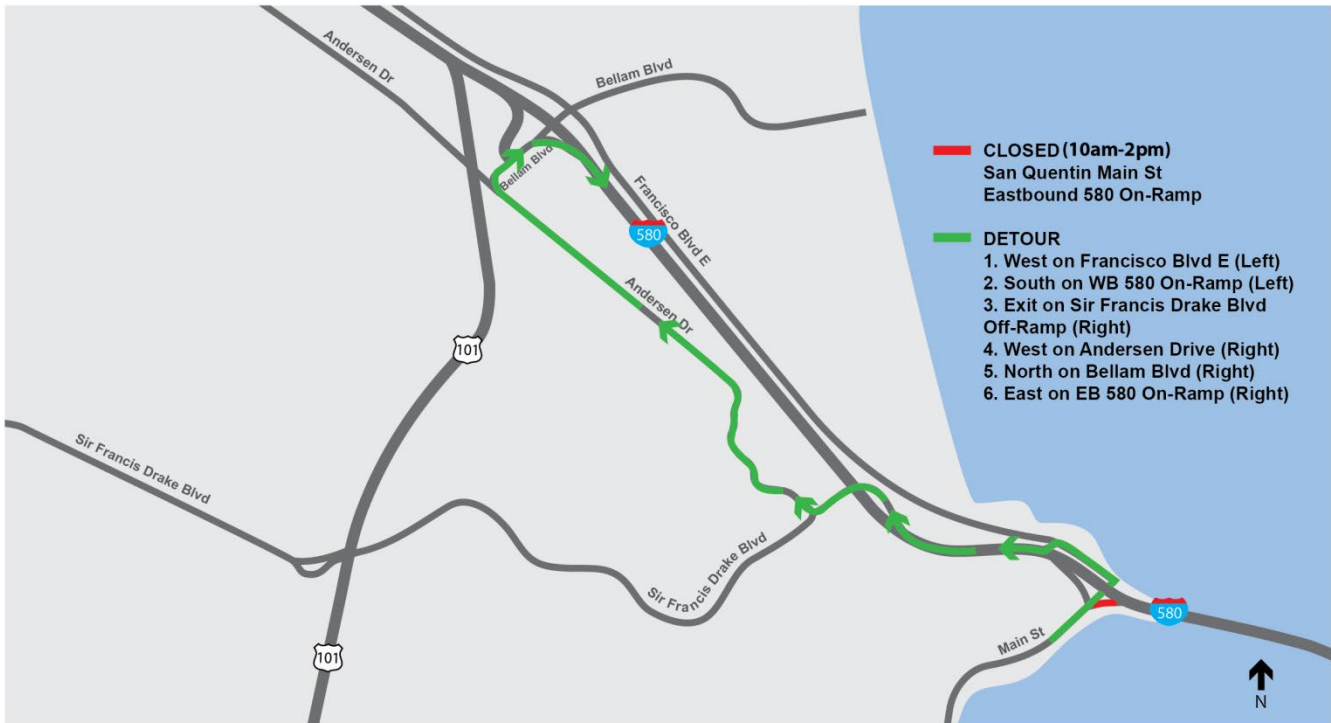 Andersen Dr
Bellam Blvd
Bellam Blvd
Francisco Blvd E
580
Andersen Dr
101
Sir Francis Drake Blvd
Sir Francis Drake Blvd
101
Main St
580
N
CLOSED (10am-2pm)
San Quentin Main St
Eastbound 580 On-Ramp
DETOUR
1. West on Francisco Blvd E (Left)
2. South on WB 580 On-Ramp (Left)
3. Exit on Sir Francis Drake Blvd
Off-Ramp (Right)
4. West on Andersen Drive (Right)
5. North on Bellam Blvd (Right)
6. East on EB 580 On-Ramp (Right)